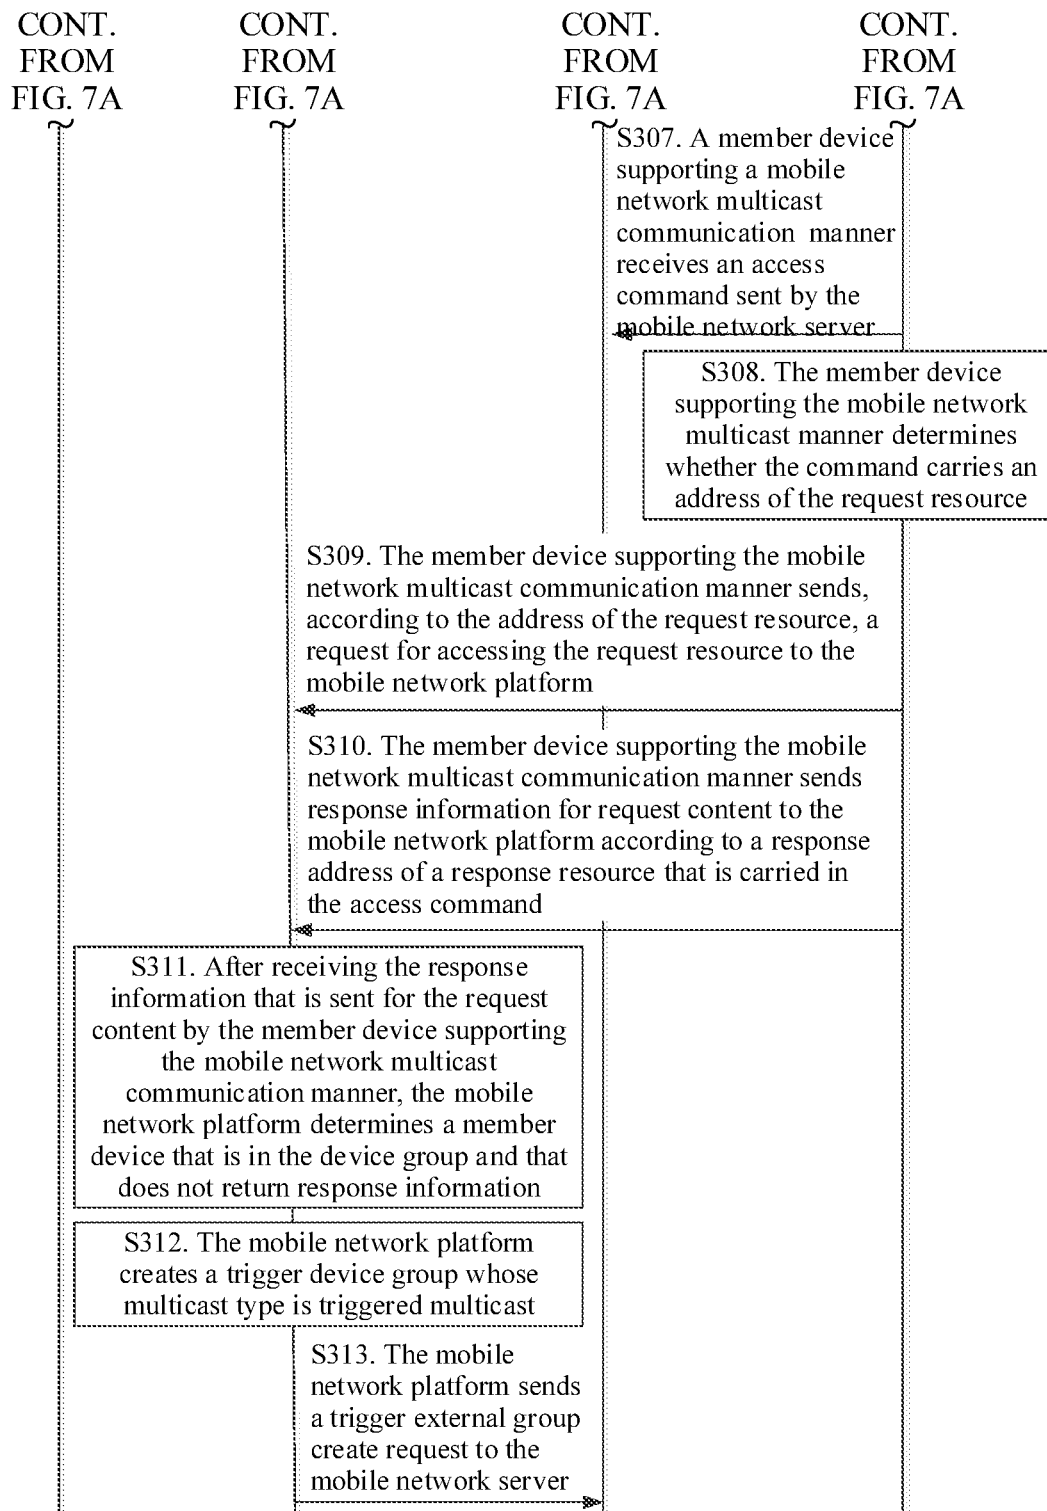 CONT.
FROM
FIG. 7A
CONT.
FROM
FIG. 7A
CONT.
FROM
FIG. 7A
CONT.
FROM
FIG. 7A
S307. A member device
supporting a mobile
network multicast
communication manner
receives an access
command sent by the
mobile network server
S308. The member device
supporting the mobile network
multicast manner determines
whether the command carries an
address of the request resource
S309. The member device supporting the mobile
network multicast communication manner sends,
according to the address of the request resource, a
request for accessing the request resource to the
mobile network platform
S310. The member device supporting the mobile
network multicast communication manner sends
response information for request content to the
mobile network platform according to a response
address of a response resource that is carried in
the access command
S311. After receiving the response
information that is sent for the request
content by the member device supporting
the mobile network multicast
communication manner, the mobile
network platform determines a member
device that is in the device group and that
does not return response information
S312. The mobile network platform
creates a trigger device group whose
multicast type is triggered multicast
S313. The mobile
network platform sends
a trigger external group
create request to the
mobile network server